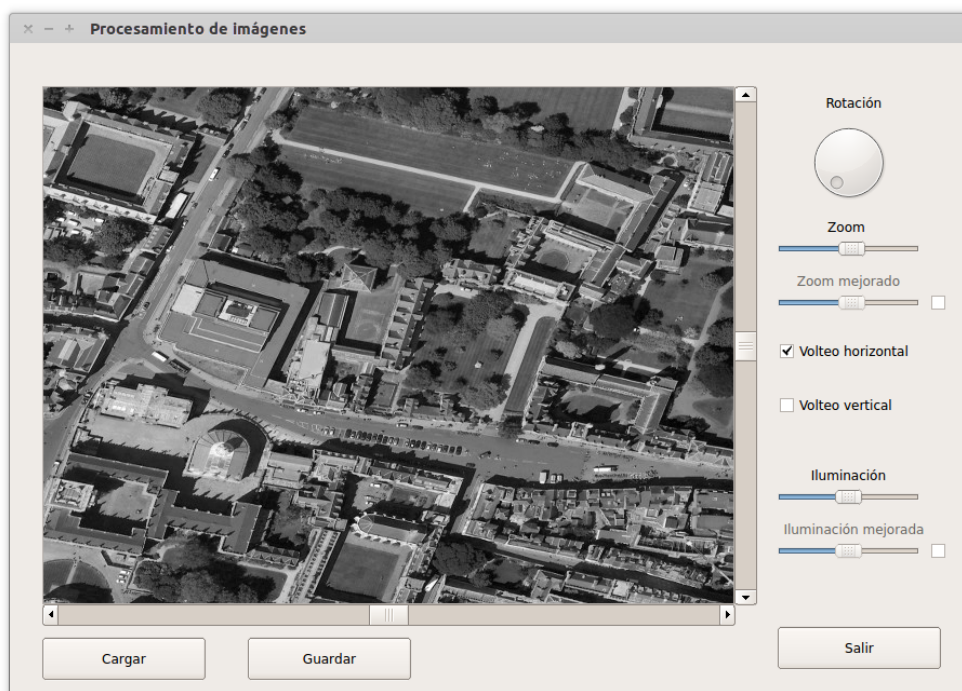 Procesamiento de imágenes
Rotación
Zoom
Zoom mejorado
Volteo horizontal
Volteo vertical
Iluminación
Iluminación mejorada
Cargar
Guardar
Salir